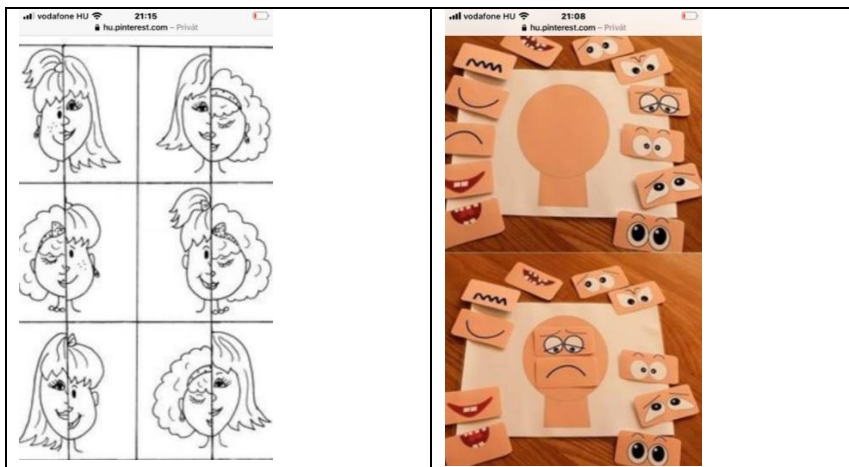 vodafone HU 21:15
hu.pinterest.com – Privát
vodafone HU 21:08
hu.pinterest.com – Privát